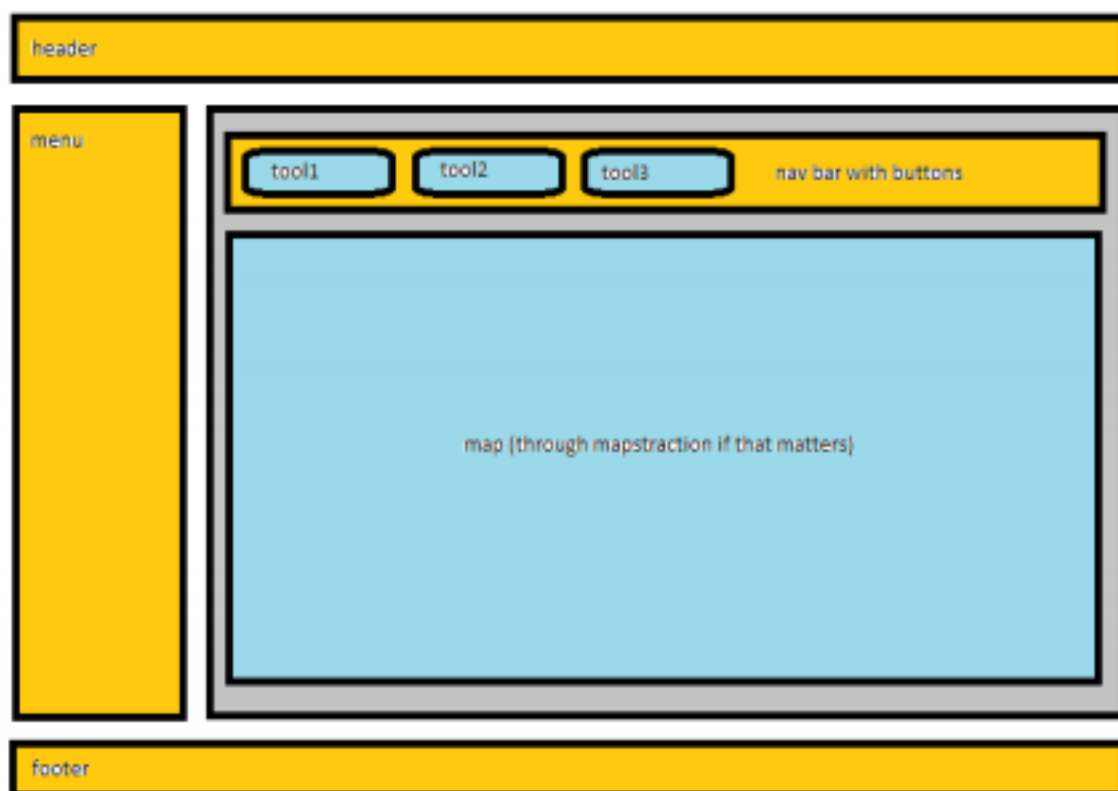 header
menu
tool1
tool2
tool3
nav bar with buttons
map (through mapstraction if that matters)
footer